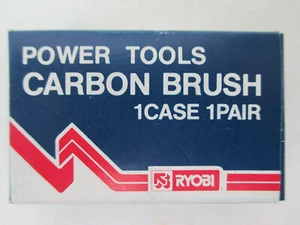 POWER TOOLS
CARBON BRUSH
1CASE 1PAIR
RYOBI